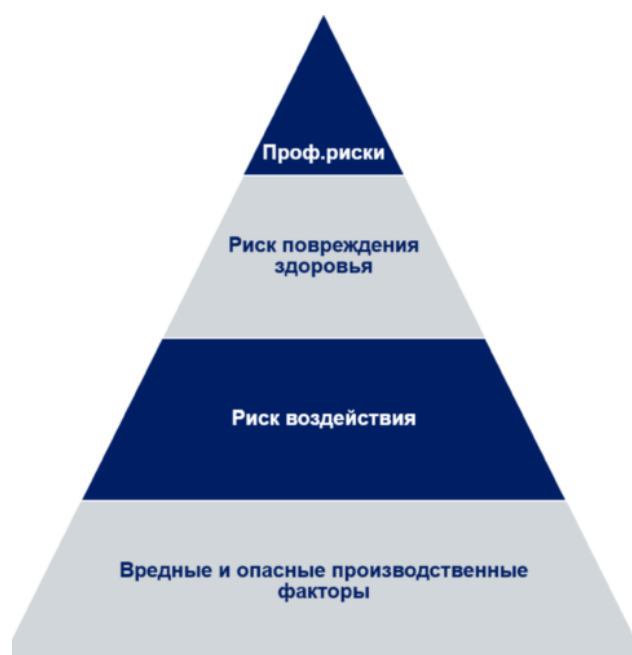 Проф.риски
Риск повреждения
здоровья
Риск воздействия
Вредные и опасные производственные
факторы